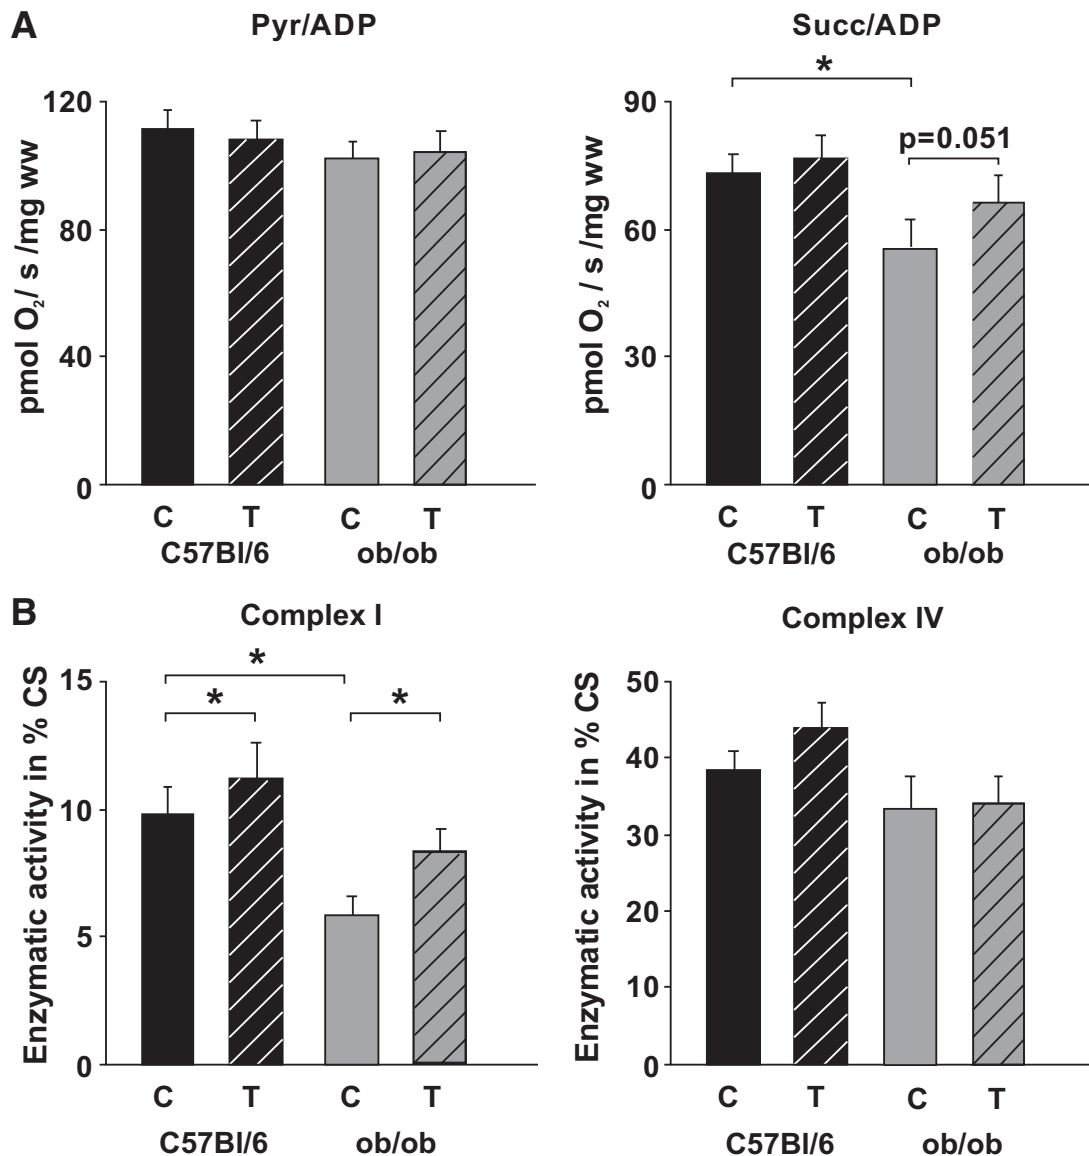 A
Pyr/ADP
Succ/ADP
pmol O₂/ s /mg ww
120
80
40
0
C T C T
C57Bl/6 ob/ob
pmol O₂ / s /mg ww
90
60
30
0
*
p=0.051
C T C T
C57Bl/6 ob/ob
B
Complex I
Complex IV
Enzymatic activity in % CS
15
10
5
0
*
* *
C T C T
C57Bl/6 ob/ob
Enzymatic activity in % CS
50
40
30
20
10
0
C T C T
C57Bl/6 ob/ob